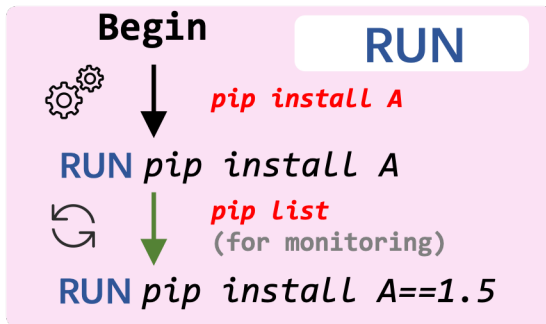 Begin
RUN
pip install A
RUN pip install A
pip list
(for monitoring)
RUN pip install A==1.5